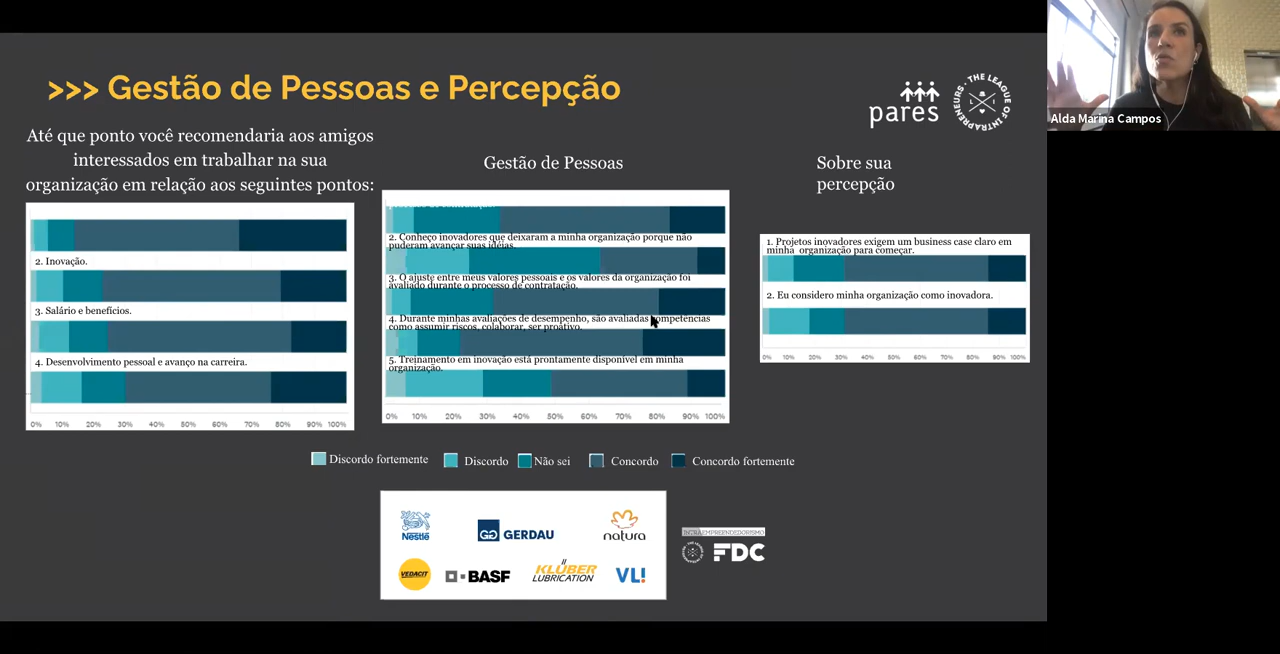 >>> Gestão de Pessoas e Percepção
pares
THE LEAGUE OF INTRAPRENEURS
Alda Marina Campos
Até que ponto você recomendaria aos amigos
interessados em trabalhar na sua
organização em relação aos seguintes pontos:
2. Inovação.
3. Salário e benefícios.
4. Desenvolvimento pessoal e avanço na carreira.
0% 10% 20% 30% 40% 50% 60% 70% 80% 90% 100%
Gestão de Pessoas
2. Conheço inovadores que deixaram a minha organização porque não
puderam avançar suas idéias.
3. O ajuste entre meus valores pessoais e os valores da organização foi
avaliado durante o processo de contratação.
4. Durante minhas avaliações de desempenho, são avaliadas competências
como assumir riscos, colaborar, ser proativo.
5. Treinamento em inovação está prontamente disponível em minha
organização.
0% 10% 20% 30% 40% 50% 60% 70% 80% 90% 100%
Sobre sua
percepção
1. Projetos inovadores exigem um business case claro em
minha organização para começar.
2. Eu considero minha organização como inovadora.
0% 10% 20% 30% 40% 50% 60% 70% 80% 90% 100%
Discordo fortemente Discordo Não sei Concordo Concordo fortemente
Nestlé
GERDAU
natura
VEDACIT
BASF
KLÜBER
LUBRICATION
VL!
INTRAEMPREENDEDORISMO
FDC